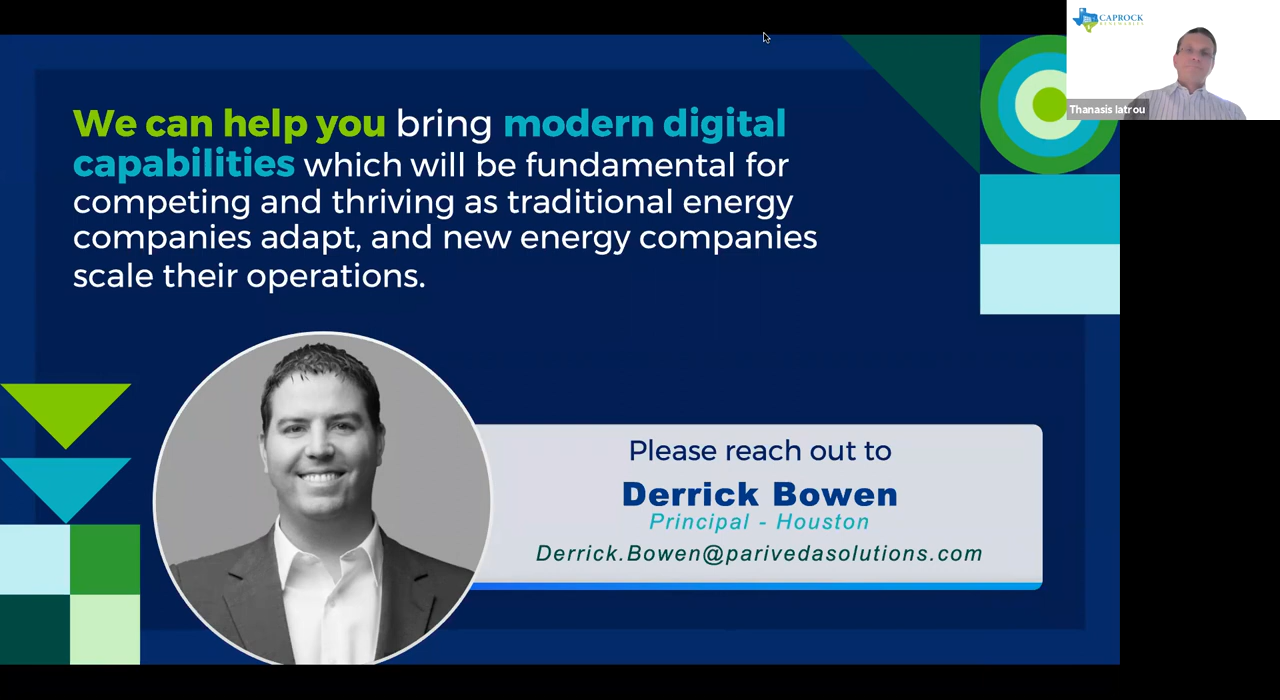 CAPROCK
RENEWABLES
Thanasis Iatrou
We can help you bring modern digital
capabilities which will be fundamental for
competing and thriving as traditional energy
companies adapt, and new energy companies
scale their operations.
Please reach out to
Derrick Bowen
Principal - Houston
Derrick.Bowen@parivedasolutions.com